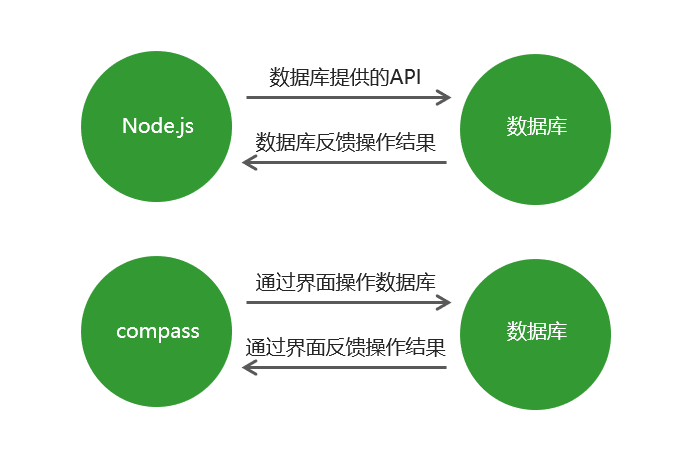 数据库提供的API
Node.js
数据库
数据库反馈操作结果
通过界面操作数据库
compass
数据库
通过界面反馈操作结果